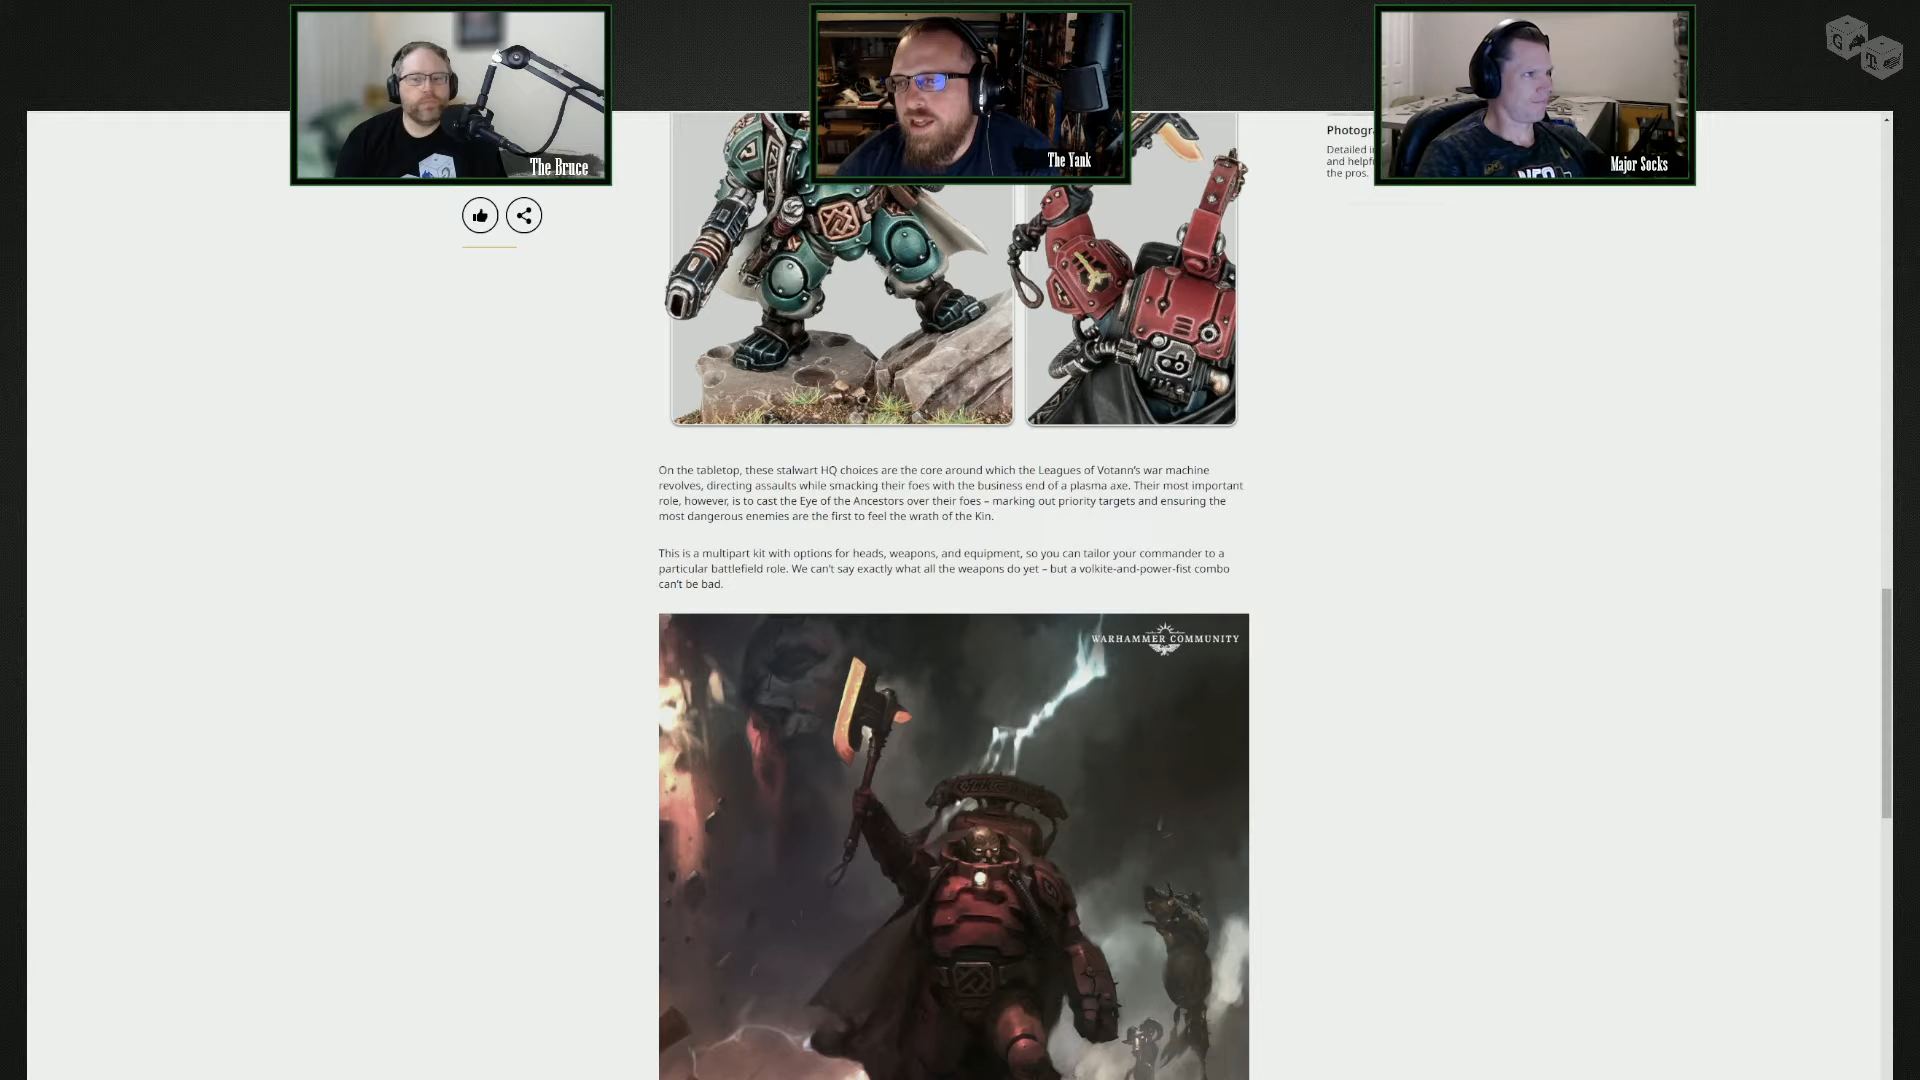 The Bruce
The Yank
Major Socks
G
T
Photogr
Detailed i
and helpf
the pros.
On the tabletop, these stalwart HQ choices are the core around which the Leagues of Votann's war machine
revolves, directing assaults while smacking their foes with the business end of a plasma axe. Their most important
role, however, is to cast the Eye of the Ancestors over their foes – marking out priority targets and ensuring the
most dangerous enemies are the first to feel the wrath of the Kin.
This is a multipart kit with options for heads, weapons, and equipment, so you can tailor your commander to a
particular battlefield role. We can't say exactly what all the weapons do yet – but a volkite-and-power-fist combo
can't be bad.
WARHAMMER COMMUNITY